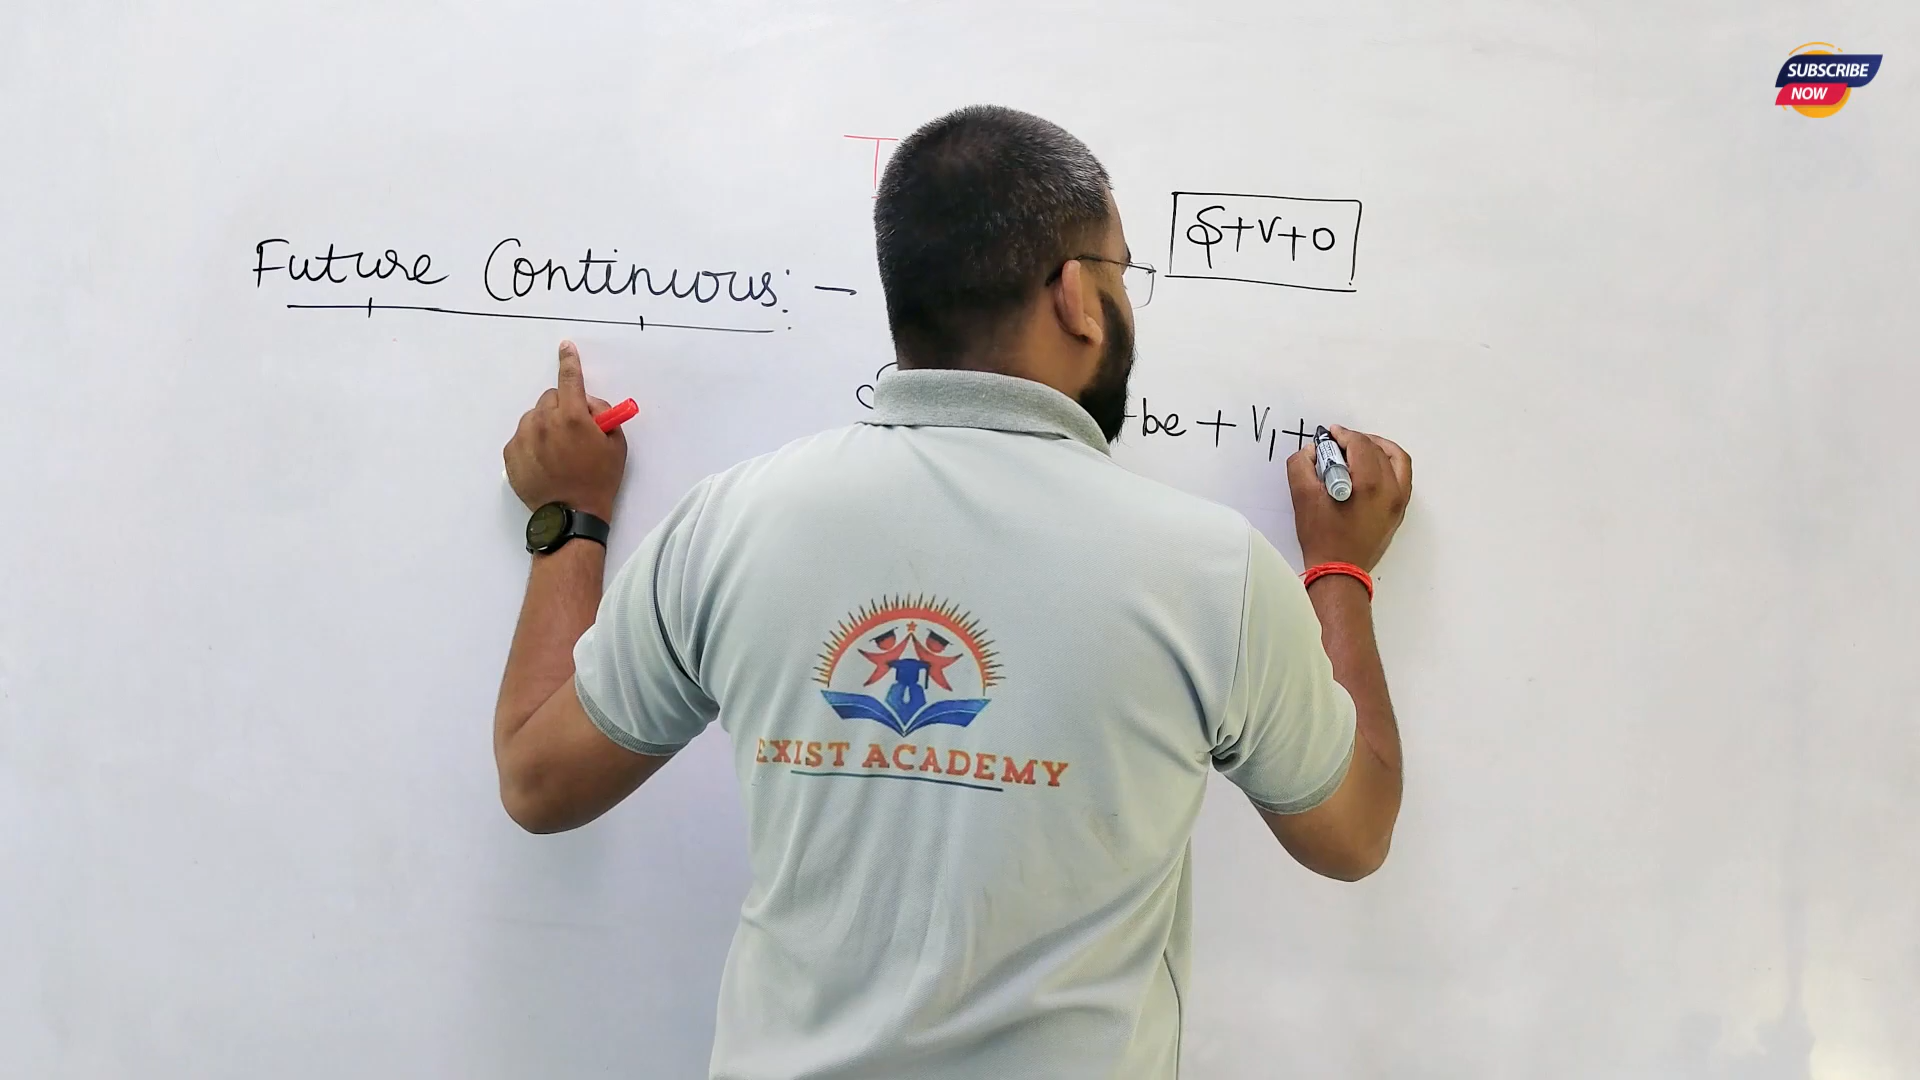 SUBSCRIBE
NOW
T
S+V+O
Future Continuous: -
be + V1+
EXIST ACADEMY